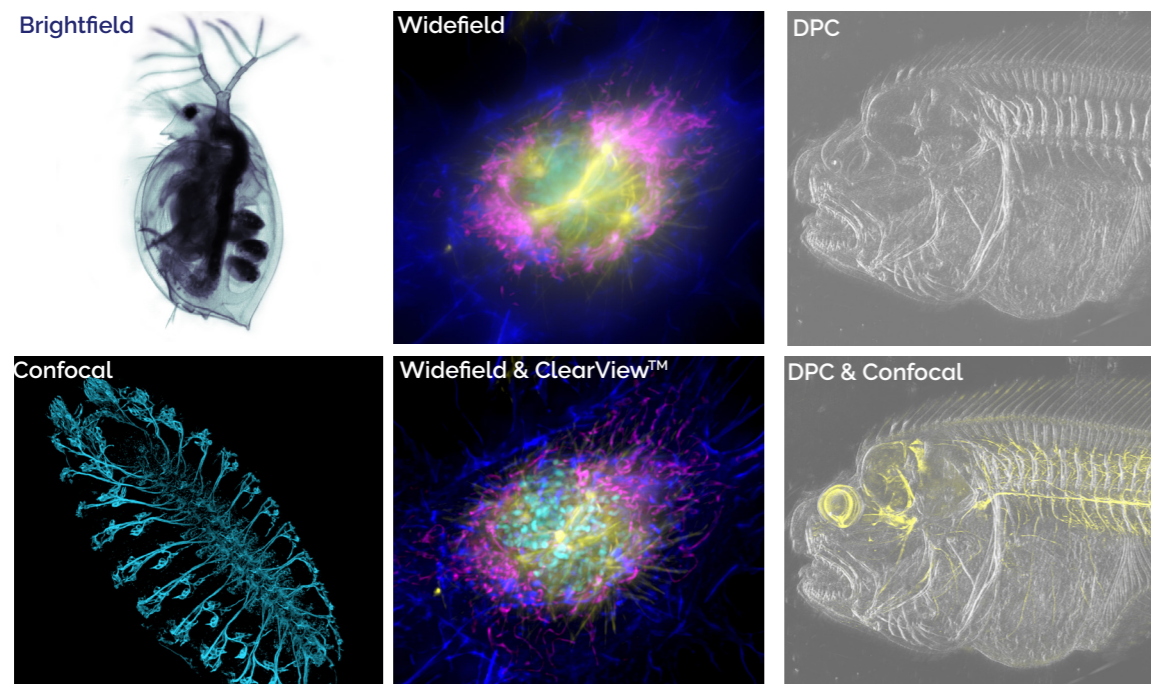 Brightfield
Widefield
DPC
Confocal
Widefield & ClearView™
DPC & Confocal